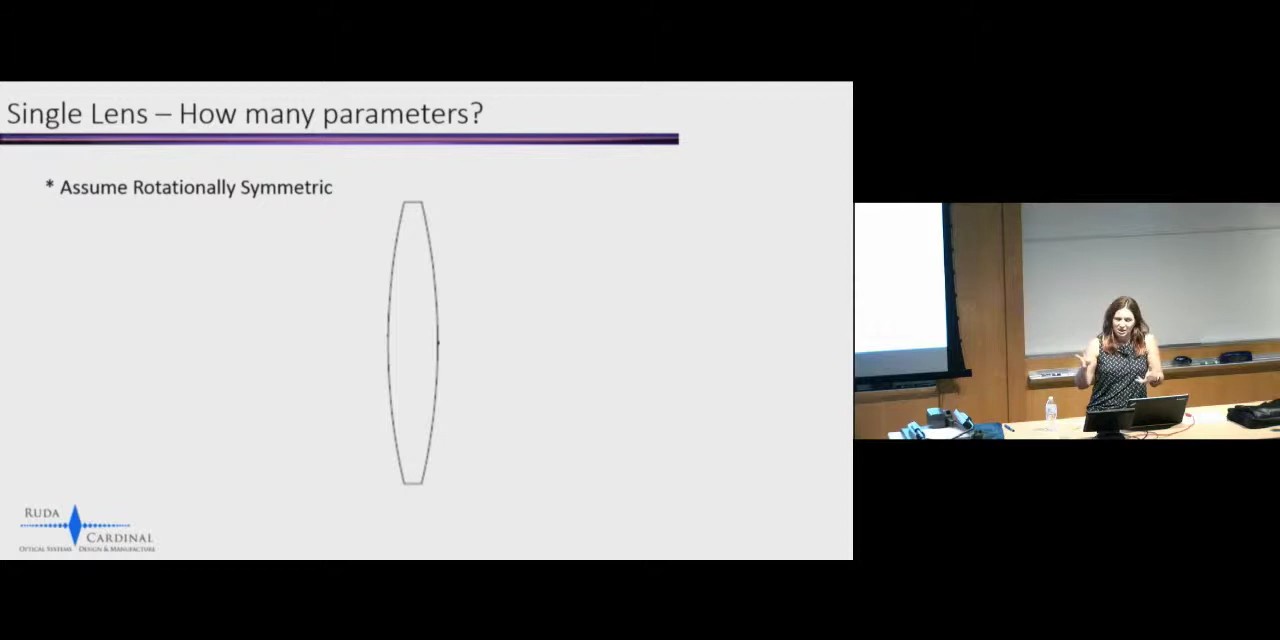 Single Lens – How many parameters?
* Assume Rotationally Symmetric
RUDA
CARDINAL
OPTICAL SYSTEMS DESIGN & MANUFACTURE